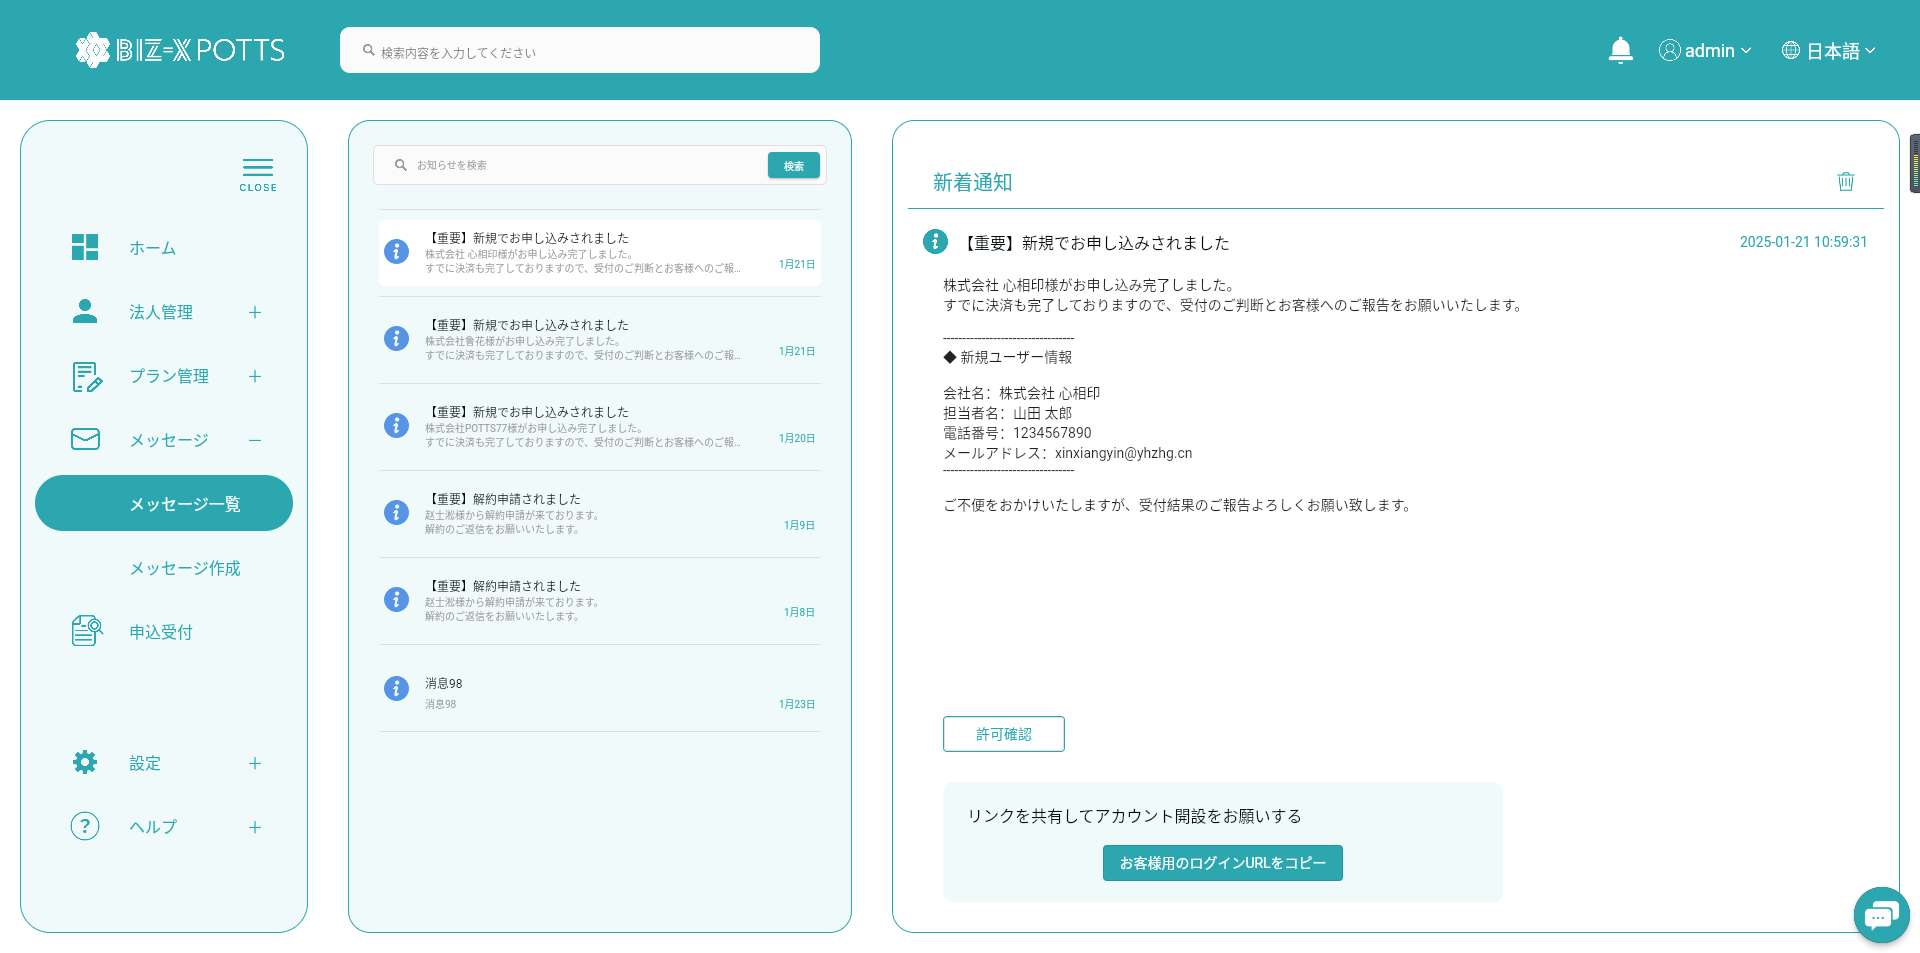 BIZ=X POTTS
検索内容を入力してください
admin
日本語
CLOSE
ホーム
法人管理
プラン管理
メッセージ
メッセージ一覧
メッセージ作成
申込受付
設定
ヘルプ
お知らせを検索
検索
【重要】新規でお申し込みされました
株式会社 心相印様がお申し込み完了しました。
すでに決済も完了しておりますので、受付のご判断とお客様へのご報...
1月21日
【重要】新規でお申し込みされました
株式会社鲁花様がお申し込み完了しました。
すでに決済も完了しておりますので、受付のご判断とお客様へのご報...
1月21日
【重要】新規でお申し込みされました
株式会社POTTS77様がお申し込み完了しました。
すでに決済も完了しておりますので、受付のご判断とお客様へのご報...
1月20日
【重要】解約申請されました
赵土淞様から解約申請が来ております。
解約のご返信をお願いいたします。
1月9日
【重要】解約申請されました
赵土淞様から解約申請が来ております。
解約のご返信をお願いいたします。
1月8日
消息98
消息98
1月23日
新着通知
【重要】新規でお申し込みされました
2025-01-21 10:59:31
株式会社 心相印様がお申し込み完了しました。
すでに決済も完了しておりますので、受付のご判断とお客様へのご報告をお願いいたします。
---------------------------------
◆ 新規ユーザー情報
会社名：株式会社 心相印
担当者名：山田 太郎
電話番号：1234567890
メールアドレス：xinxiangyin@yhzhg.cn
---------------------------------
ご不便をおかけいたしますが、受付結果のご報告よろしくお願い致します。
許可確認
リンクを共有してアカウント開設をお願いする
お客様用のログインURLをコピー